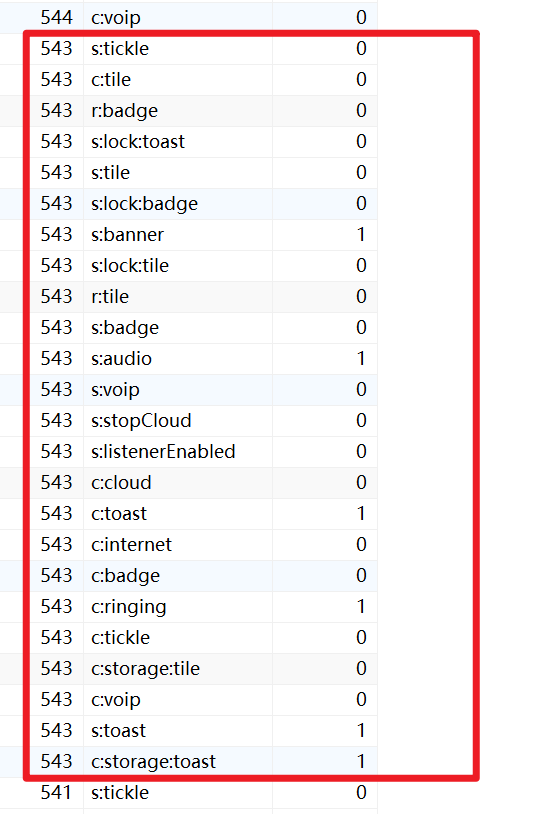 544 c:voip 0
543 s:tickle 0
543 c:tile 0
543 r:badge 0
543 s:lock:toast 0
543 s:tile 0
543 s:lock:badge 0
543 s:banner 1
543 s:lock:tile 0
543 r:tile 0
543 s:badge 0
543 s:audio 1
543 s:voip 0
543 s:stopCloud 0
543 s:listenerEnabled 0
543 c:cloud 0
543 c:toast 1
543 c:internet 0
543 c:badge 0
543 c:ringing 1
543 c:tickle 0
543 c:storage:tile 0
543 c:voip 0
543 s:toast 1
543 c:storage:toast 1
541 s:tickle 0